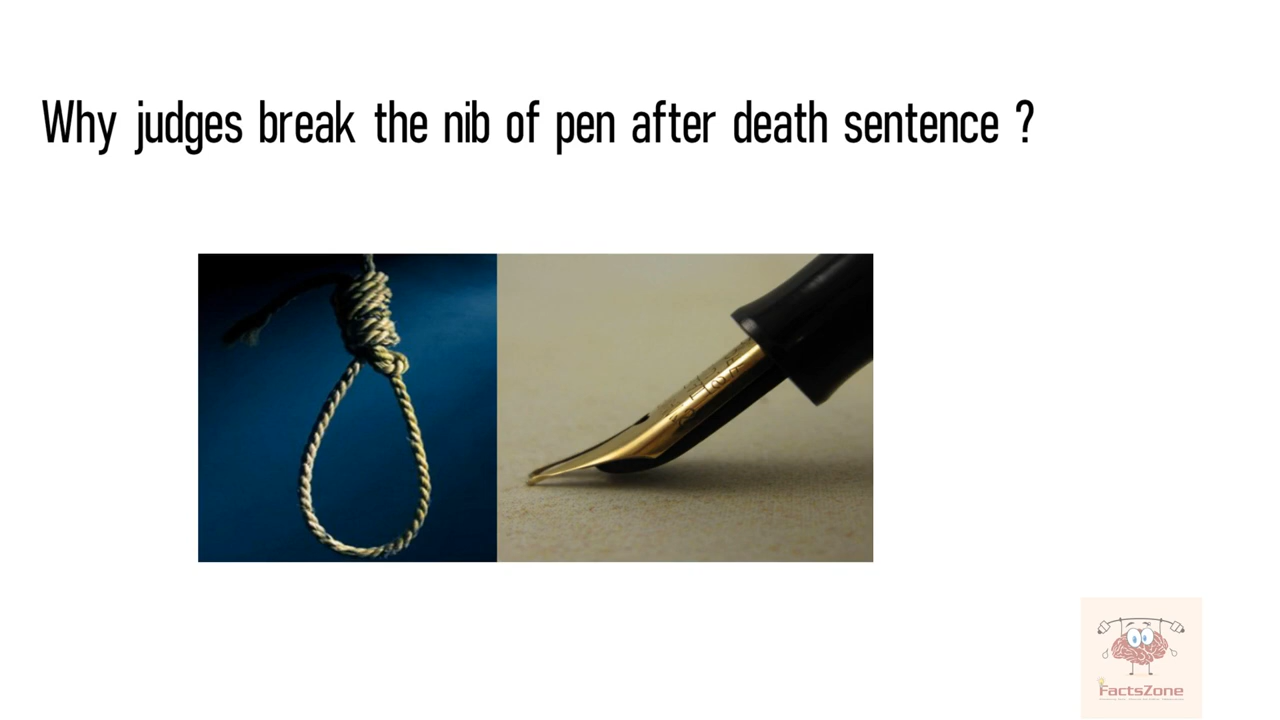 Why judges break the nib of pen after death sentence ?
FactsZone